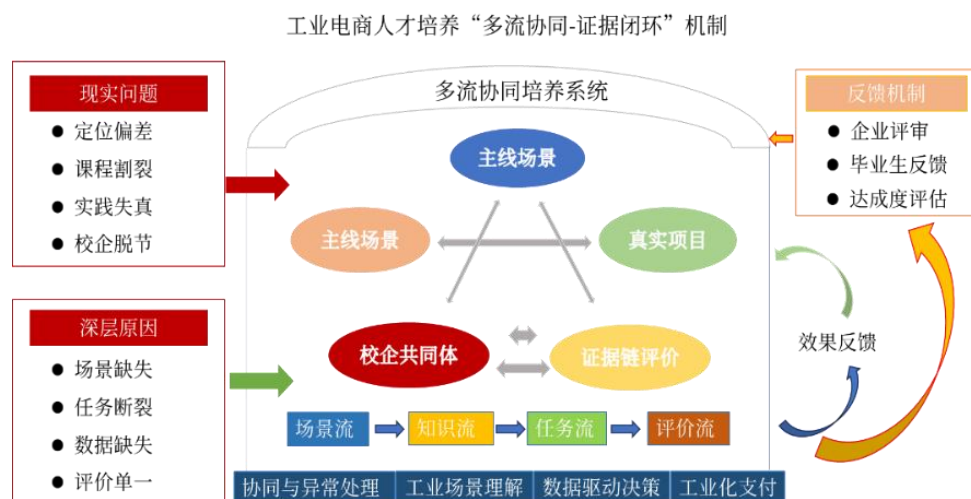 工业电商人才培养“多流协同-证据闭环”机制
现实问题
● 定位偏差
● 课程割裂
● 实践失真
● 校企脱节
深层原因
● 场景缺失
● 任务断裂
● 数据缺失
● 评价单一
多流协同培养系统
主线场景
主线场景
真实项目
校企共同体
证据链评价
场景流
知识流
任务流
评价流
协同与异常处理
工业场景理解
数据驱动决策
工业化支付
反馈机制
● 企业评审
● 毕业生反馈
● 达成度评估
效果反馈